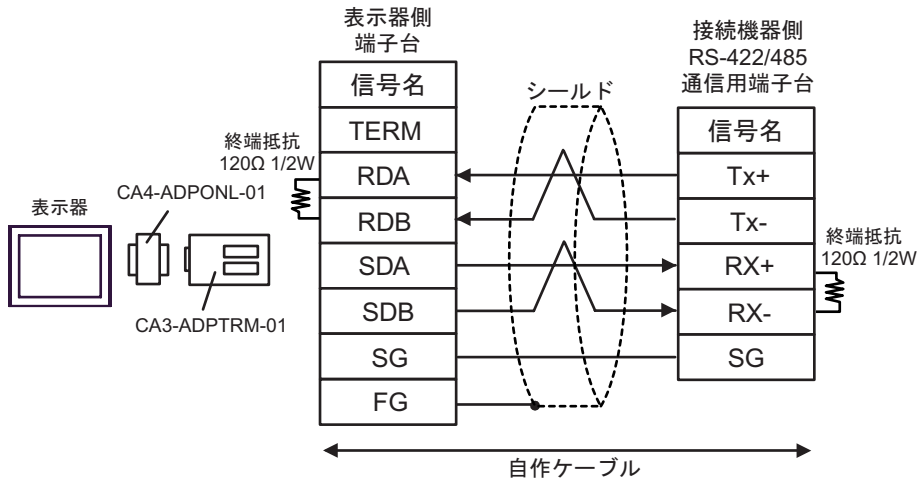 表示器側
端子台
信号名
TERM
RDA
RDB
SDA
SDB
SG
FG
終端抵抗
120Ω 1/2W
表示器
CA4-ADPONL-01
CA3-ADPTRM-01
シールド
接続機器側
RS-422/485
通信用端子台
信号名
Tx+
Tx-
RX+
RX-
SG
終端抵抗
120Ω 1/2W
自作ケーブル